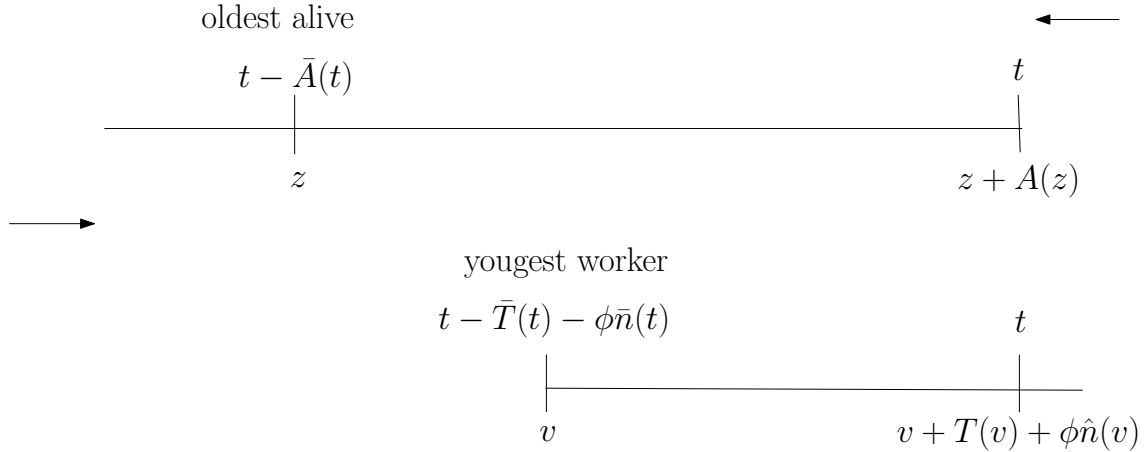 oldest alive
t − Ā(t)
t
z
z + A(z)
yougest worker
t − T̄(t) − ϕn̄(t)
t
v
v + T(v) + ϕn̂(v)